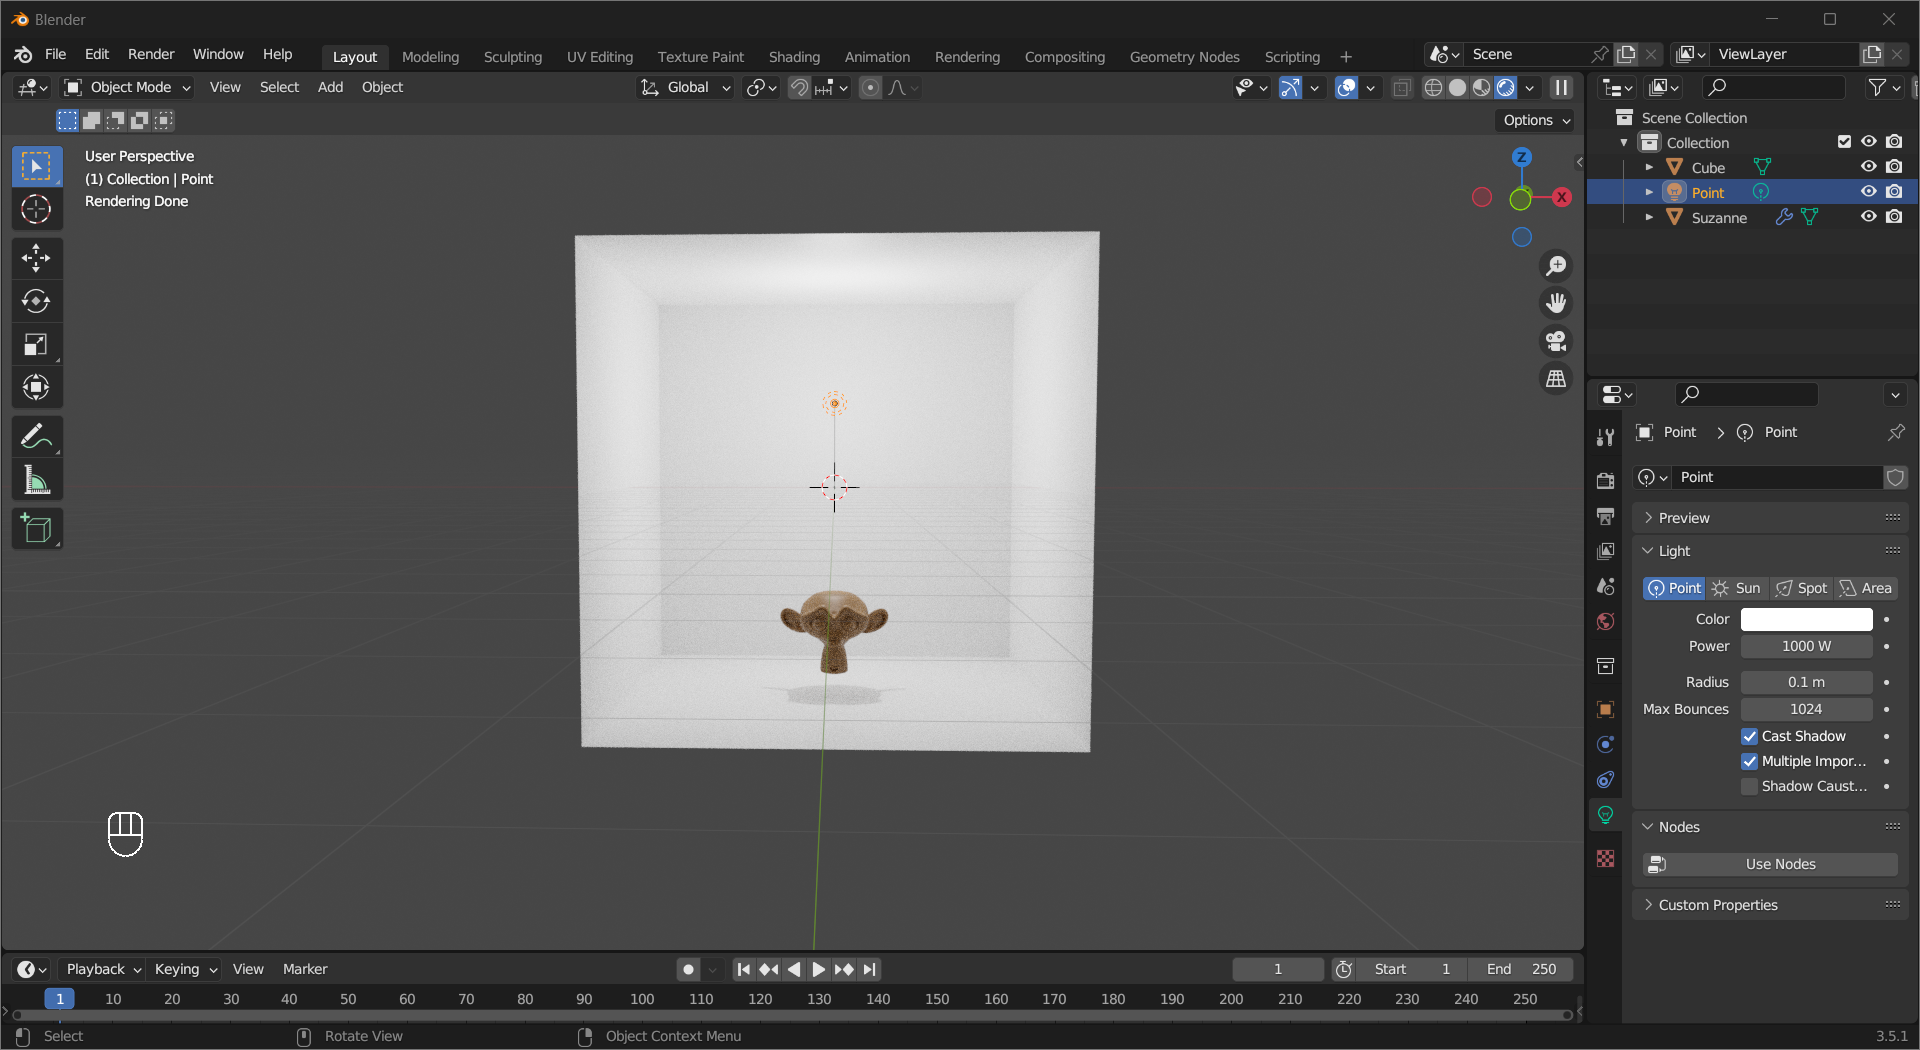 Blender
File Edit Render Window Help Layout Modeling Sculpting UV Editing Texture Paint Shading Animation Rendering Compositing Geometry Nodes Scripting + Scene ViewLayer
Object Mode View Select Add Object Global
Options
User Perspective
(1) Collection | Point
Rendering Done
Z
X
Scene Collection
Collection
Cube
Point
Suzanne
Point > Point
Point
Preview
Light
Point Sun Spot Area
Color
Power 1000 W
Radius 0.1 m
Max Bounces 1024
Cast Shadow
Multiple Impor...
Shadow Caust...
Nodes
Use Nodes
Custom Properties
Playback Keying View Marker 1 Start 1 End 250
1 10 20 30 40 50 60 70 80 90 100 110 120 130 140 150 160 170 180 190 200 210 220 230 240 250
Select Rotate View Object Context Menu 3.5.1